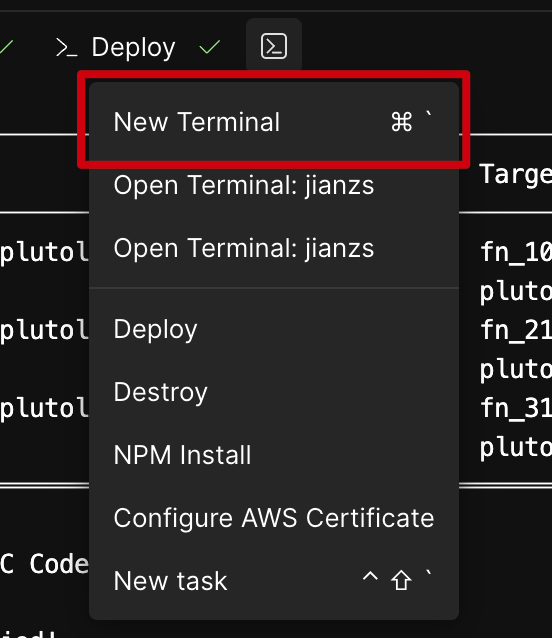 Deploy
New Terminal ⌘ `
Targe
Open Terminal: jianzs
Open Terminal: jianzs
plutol fn_10
pluto
plutol fn_21
Deploy
pluto
Destroy
plutol fn_31
pluto
NPM Install
Configure AWS Certificate
C Code
New task ^ ⇧ `